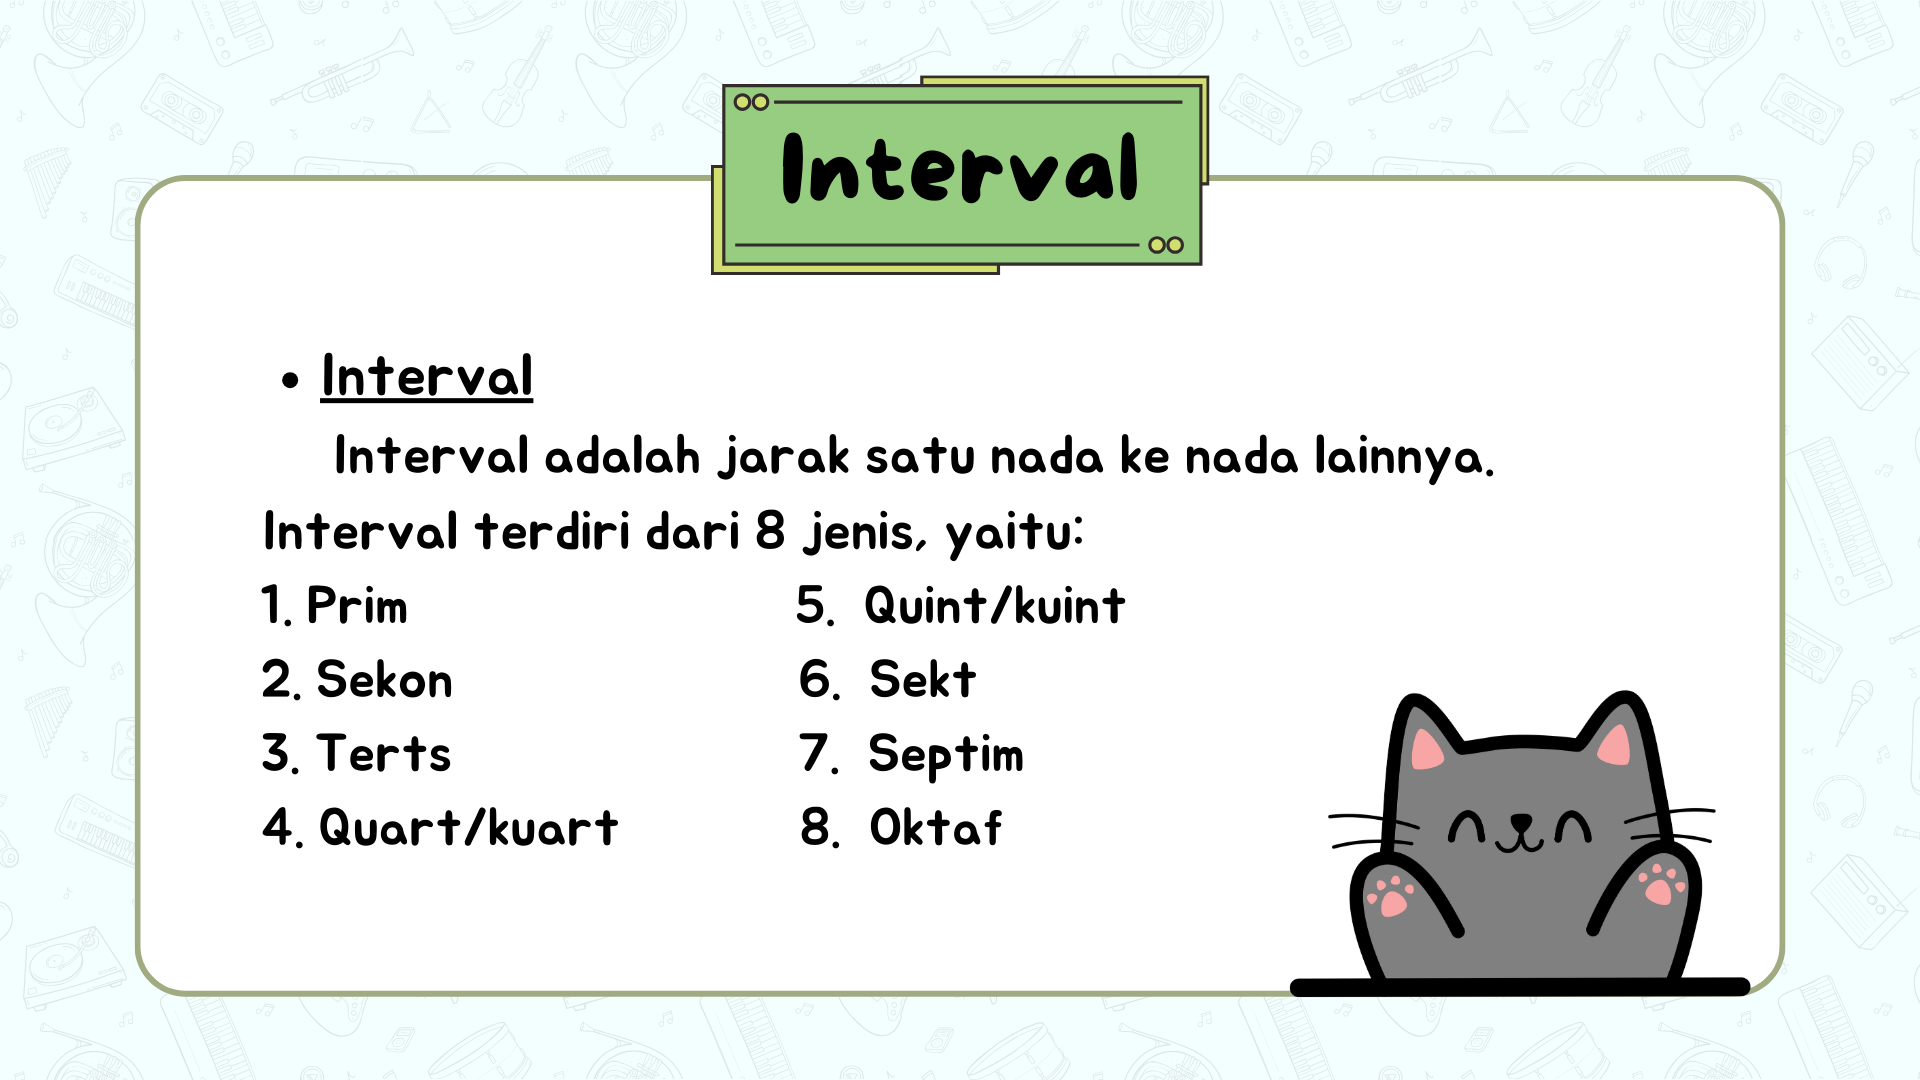 Interval
• Interval
Interval adalah jarak satu nada ke nada lainnya.
Interval terdiri dari 8 jenis, yaitu:
1. Prim
2. Sekon
3. Terts
4. Quart/kuart
5. Quint/kuint
6. Sekt
7. Septim
8. Oktaf